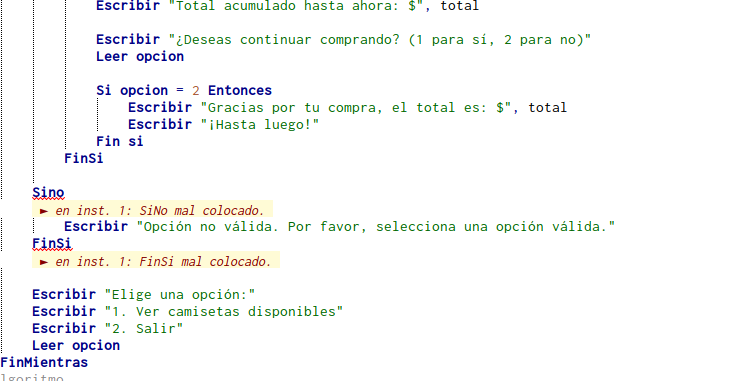 Escribir "Total acumulado hasta ahora: $", total
Escribir "¿Deseas continuar comprando? (1 para sí, 2 para no)"
Leer opcion
Si opcion = 2 Entonces
Escribir "Gracias por tu compra, el total es: $", total
Escribir "¡Hasta luego!"
Fin si
FinSi
Sino
► en inst. 1: SiNo mal colocado.
Escribir "Opción no válida. Por favor, selecciona una opción válida."
FinSi
► en inst. 1: FinSi mal colocado.
Escribir "Elige una opción:"
Escribir "1. Ver camisetas disponibles"
Escribir "2. Salir"
Leer opcion
FinMientras
lgoritmo